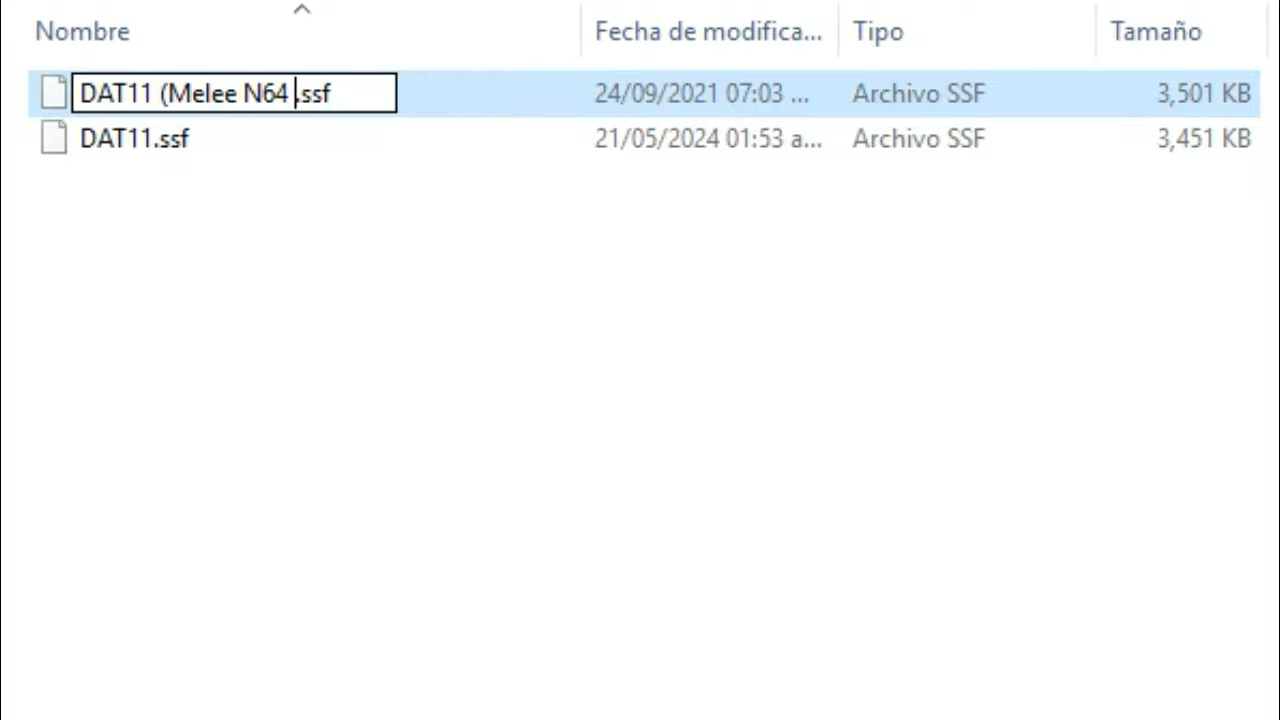 Nombre Fecha de modifica... Tipo Tamaño
DAT11 (Melee N64 .ssf 24/09/2021 07:03 ... Archivo SSF 3,501 KB
DAT11.ssf 21/05/2024 01:53 a... Archivo SSF 3,451 KB